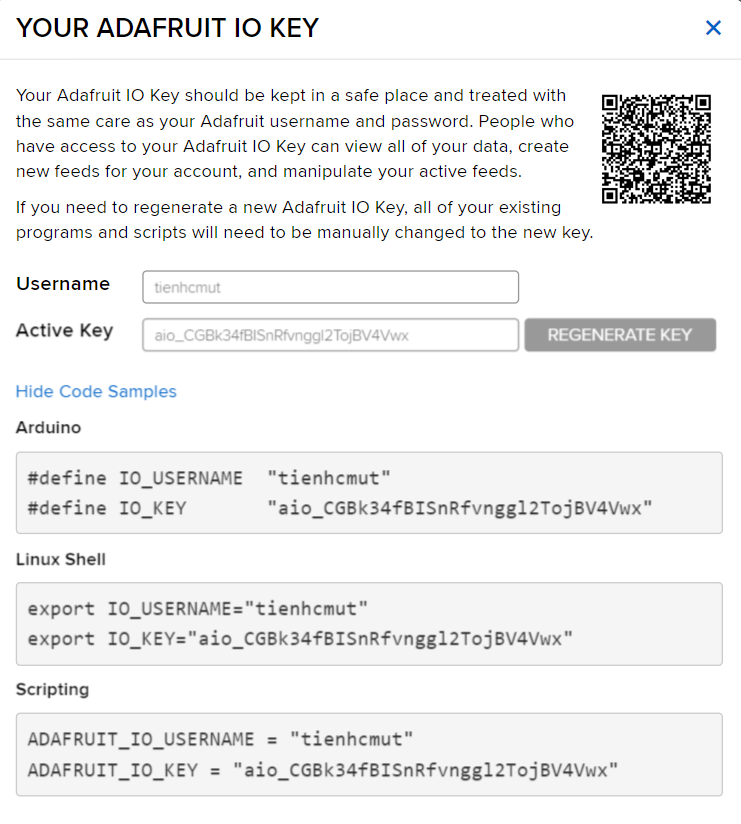 YOUR ADAFRUIT IO KEY
Your Adafruit IO Key should be kept in a safe place and treated with
the same care as your Adafruit username and password. People who
have access to your Adafruit IO Key can view all of your data, create
new feeds for your account, and manipulate your active feeds.
If you need to regenerate a new Adafruit IO Key, all of your existing
programs and scripts will need to be manually changed to the new key.
Username tienhcmut
Active Key aio_CGBk34fBISnRfvnggl2TojBV4Vwx REGENERATE KEY
Hide Code Samples
Arduino
#define IO_USERNAME "tienhcmut"
#define IO_KEY "aio_CGBk34fBISnRfvnggl2TojBV4Vwx"
Linux Shell
export IO_USERNAME="tienhcmut"
export IO_KEY="aio_CGBk34fBISnRfvnggl2TojBV4Vwx"
Scripting
ADAFRUIT_IO_USERNAME = "tienhcmut"
ADAFRUIT_IO_KEY = "aio_CGBk34fBISnRfvnggl2TojBV4Vwx"